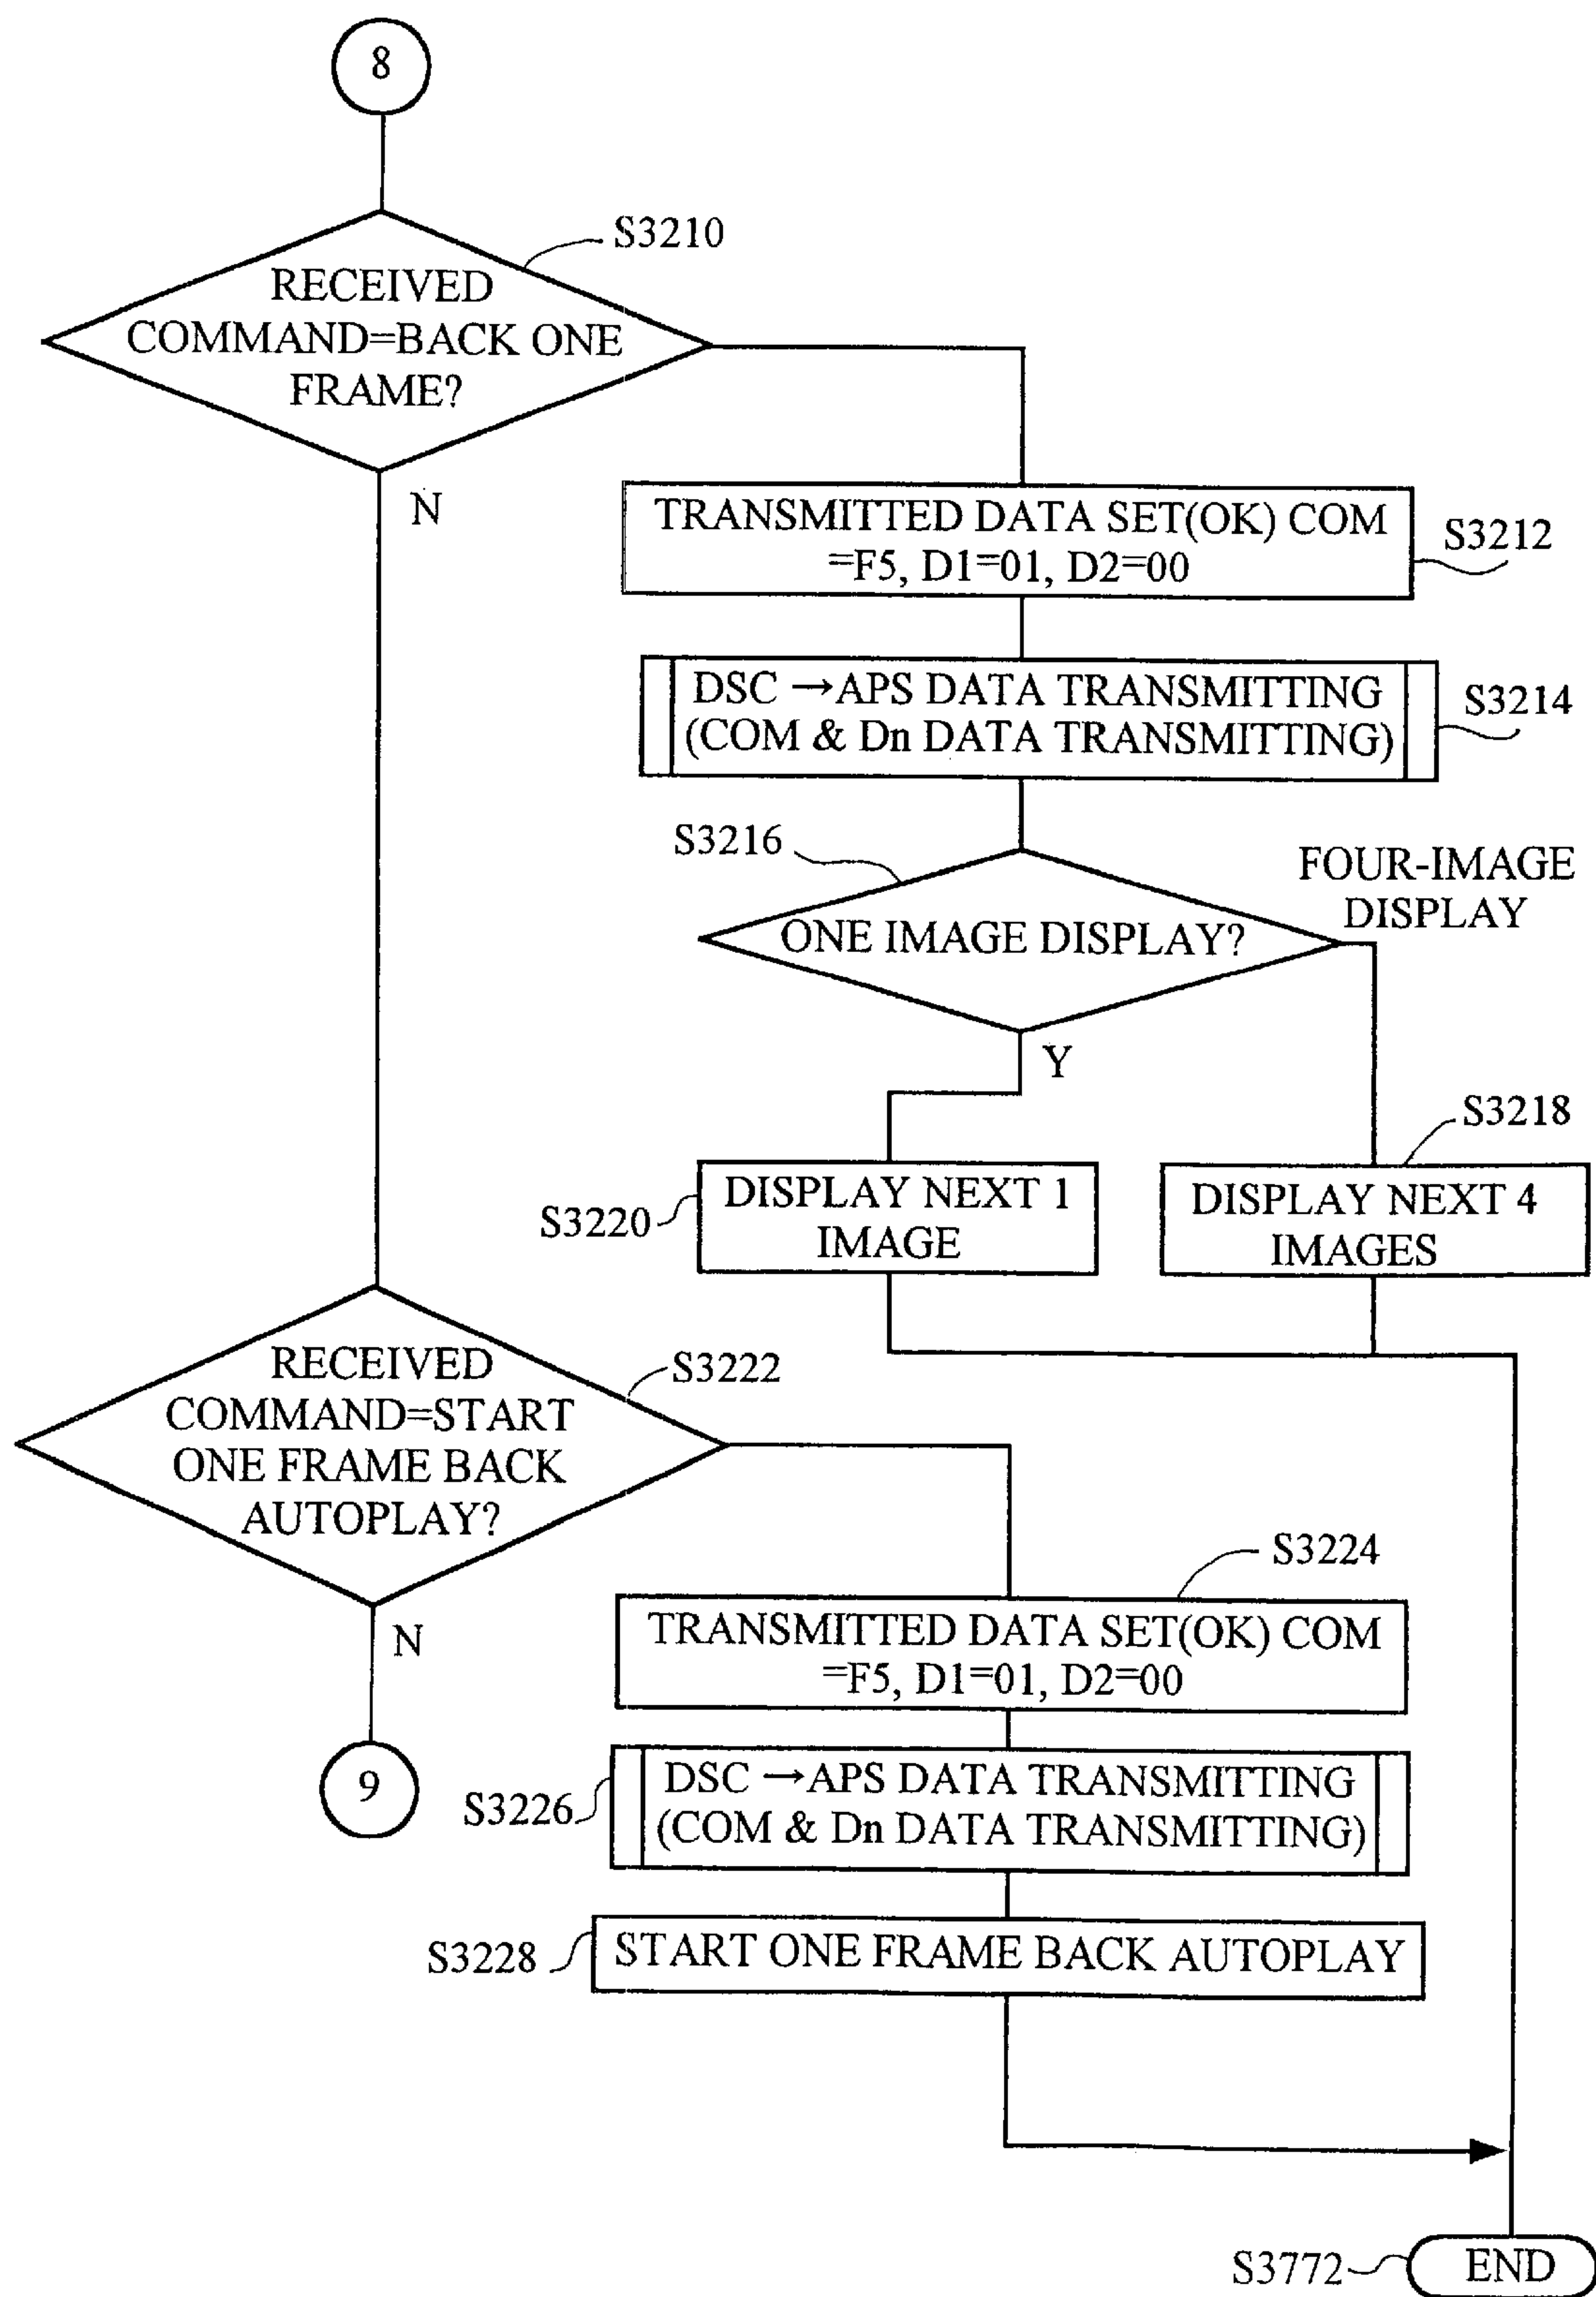 8
S3210
RECEIVED
COMMAND=BACK ONE
FRAME?
N
TRANSMITTED DATA SET(OK) COM
=F5, D1=01, D2=00
S3212
DSC →APS DATA TRANSMITTING
(COM & Dn DATA TRANSMITTING)
S3214
S3216
FOUR-IMAGE
DISPLAY
ONE IMAGE DISPLAY?
Y
S3218
DISPLAY NEXT 1
IMAGE
S3220
DISPLAY NEXT 4
IMAGES
RECEIVED
COMMAND=START
ONE FRAME BACK
AUTOPLAY?
S3222
N
9
S3224
TRANSMITTED DATA SET(OK) COM
=F5, D1=01, D2=00
DSC →APS DATA TRANSMITTING
(COM & Dn DATA TRANSMITTING)
S3226
S3228
START ONE FRAME BACK AUTOPLAY
S3772
END